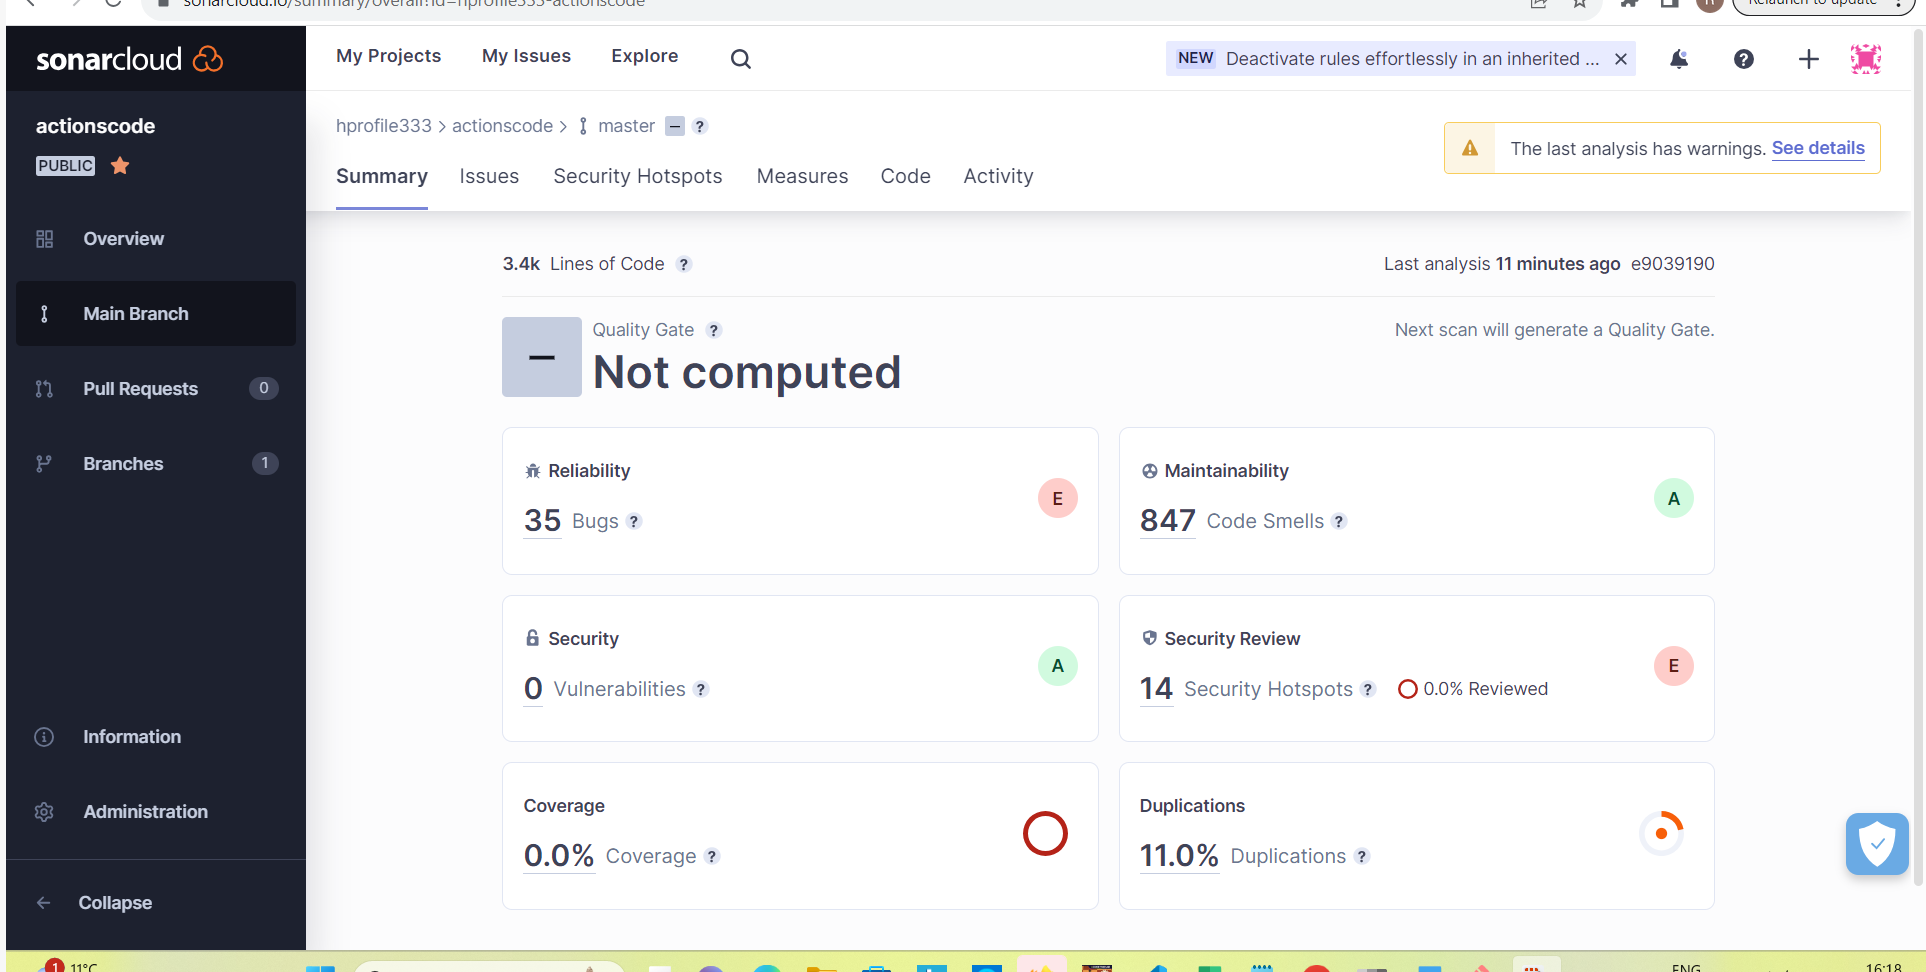 sonarcloud.io/summary/overall?id=hprofile333-actionscode
Relaunch to update
sonarcloud
My Projects
My Issues
Explore
NEW Deactivate rules effortlessly in an inherited ...
actionscode
PUBLIC
Overview
Main Branch
Pull Requests 0
Branches 1
Information
Administration
Collapse
hprofile333 > actionscode > master
The last analysis has warnings. See details
Summary
Issues
Security Hotspots
Measures
Code
Activity
3.4k Lines of Code ?
Last analysis 11 minutes ago e9039190
Quality Gate ?
Not computed
Next scan will generate a Quality Gate.
Reliability
35 Bugs ?
E
Maintainability
847 Code Smells ?
A
Security
0 Vulnerabilities ?
A
Security Review
14 Security Hotspots ? 0.0% Reviewed
E
Coverage
0.0% Coverage ?
Duplications
11.0% Duplications ?
1
11°C
ENG
16:18